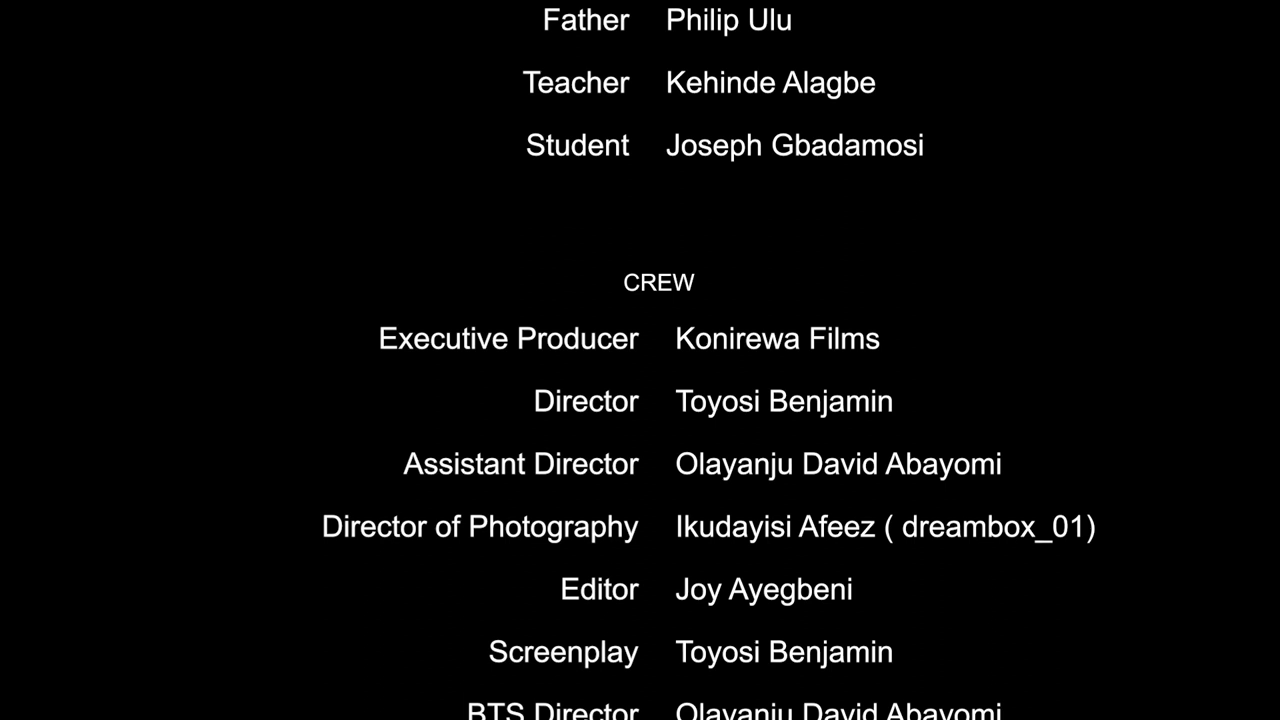 Father Philip Ulu
Teacher Kehinde Alagbe
Student Joseph Gbadamosi
CREW
Executive Producer Konirewa Films
Director Toyosi Benjamin
Assistant Director Olayanju David Abayomi
Director of Photography Ikudayisi Afeez ( dreambox_01)
Editor Joy Ayegbeni
Screenplay Toyosi Benjamin
BTS Director Olayanju David Abayomi